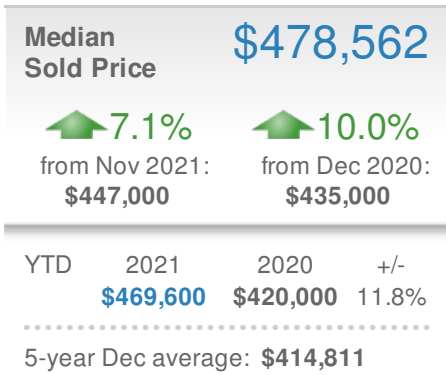 Median
Sold Price
$478,562
7.1%
from Nov 2021:
$447,000
10.0%
from Dec 2020:
$435,000
YTD 2021 2020 +/-
$469,600 $420,000 11.8%
5-year Dec average: $414,811